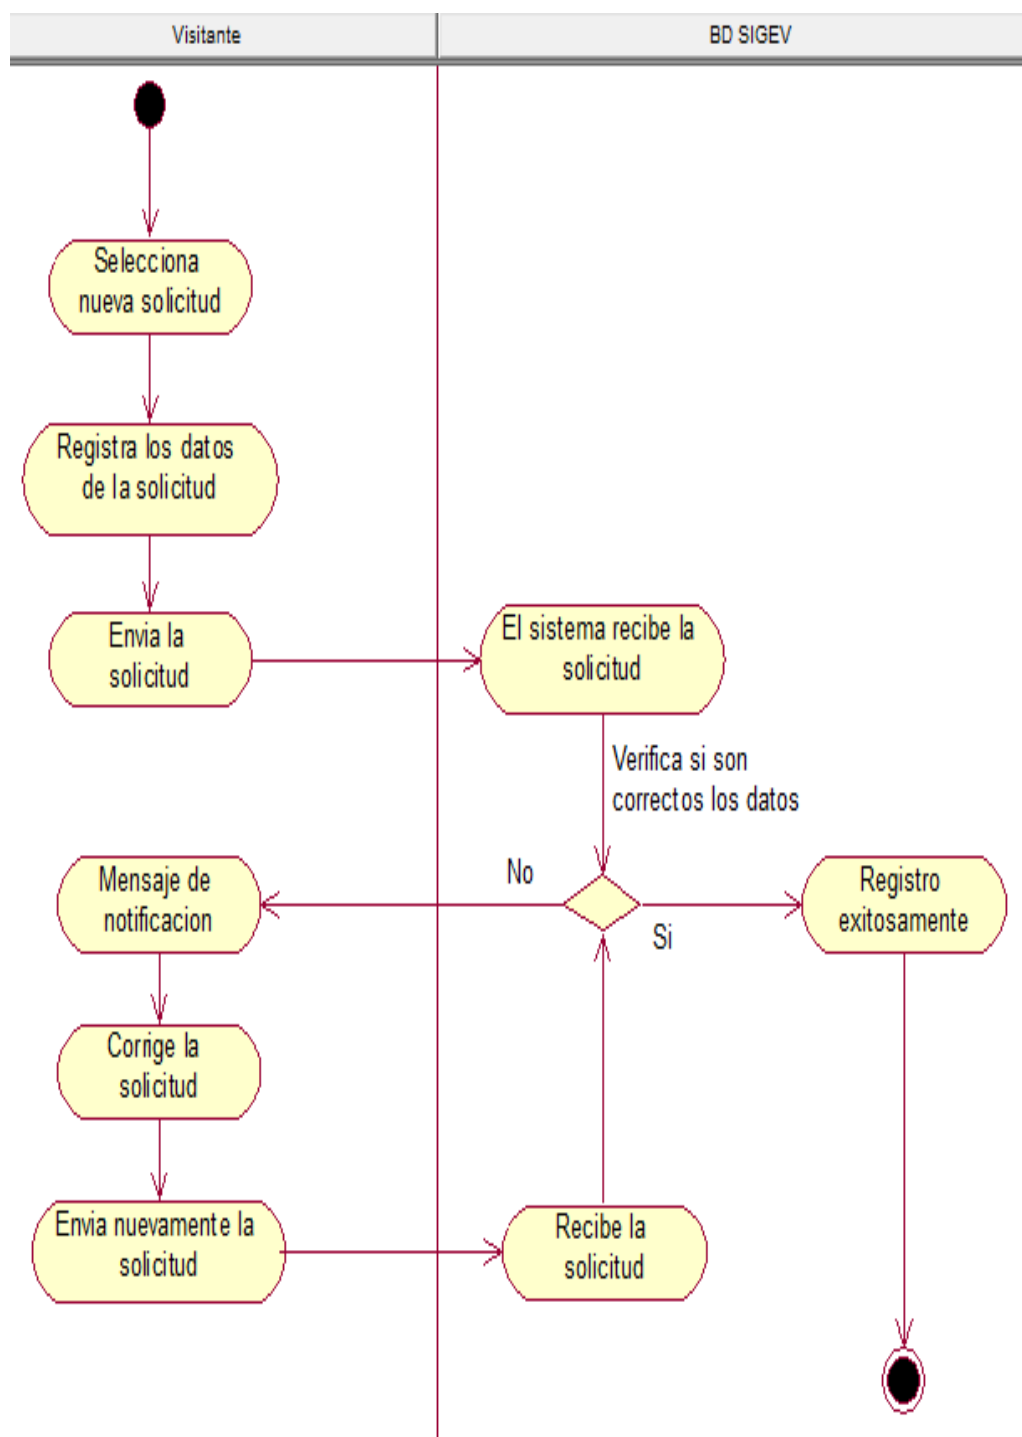 Visitante
BD SIGEV
Selecciona
nueva solicitud
Registra los datos
de la solicitud
Envia la
solicitud
El sistema recibe la
solicitud
Verifica si son
correctos los datos
No
Si
Mensaje de
notificacion
Registro
exitosamente
Corrige la
solicitud
Envia nuevamente la
solicitud
Recibe la
solicitud